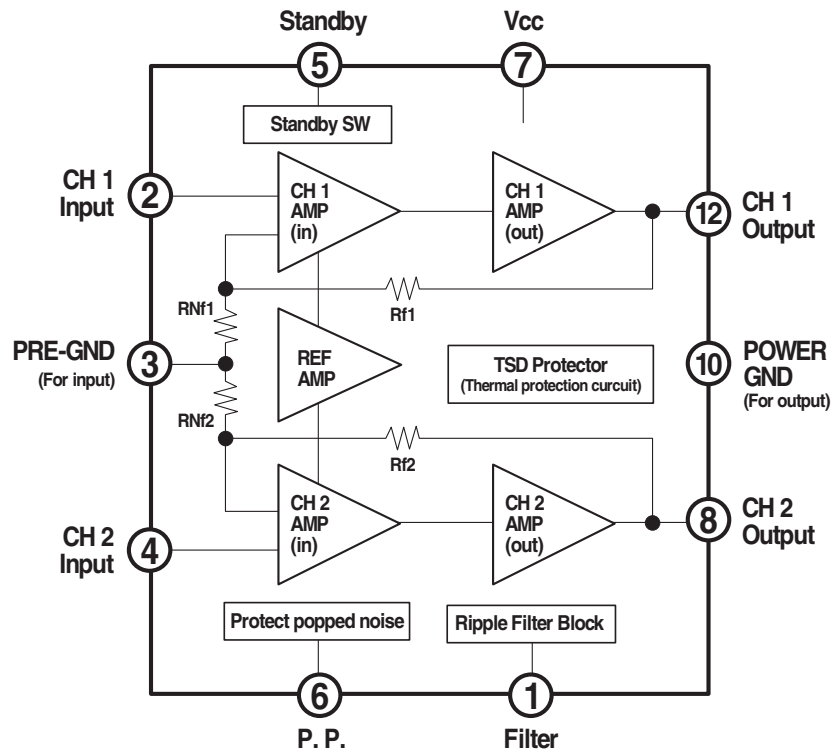 Standby
Vcc
5
7
Standby SW
CH 1
Input
2
CH 1
AMP
(in)
CH 1
AMP
(out)
12
CH 1
Output
RNf1
Rf1
PRE-GND
(For input)
3
REF
AMP
TSD Protector
(Thermal protection curcuit)
10
POWER
GND
(For output)
RNf2
Rf2
CH 2
Input
4
CH 2
AMP
(in)
CH 2
AMP
(out)
8
CH 2
Output
Protect popped noise
Ripple Filter Block
6
1
P. P.
Filter